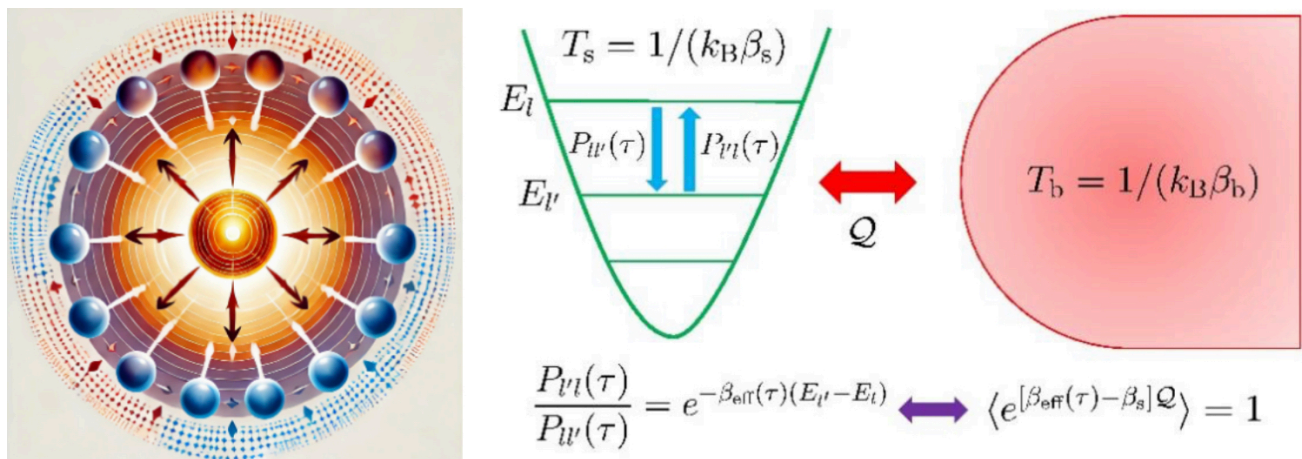 T_s = 1/(k_B β_s)
E_l
P_{ll'}(τ) P_{l'l}(τ)
E_{l'}
Q
T_b = 1/(k_B β_b)
P_{l'l}(τ) / P_{ll'}(τ) = e^{-β_eff(τ)(E_{l'}-E_l)} ⟨e^{[β_eff(τ)-β_s]Q}⟩ = 1